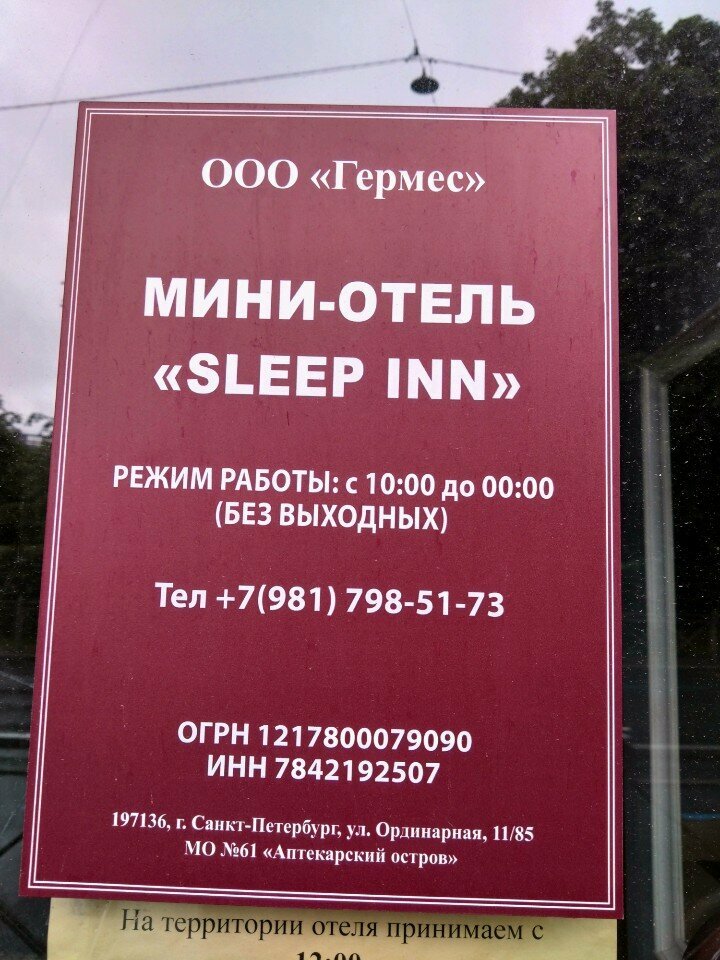 ООО «Гермес»
МИНИ-ОТЕЛЬ
«SLEEP INN»
РЕЖИМ РАБОТЫ: с 10:00 до 00:00
(БЕЗ ВЫХОДНЫХ)
Тел +7(981) 798-51-73
ОГРН 1217800079090
ИНН 7842192507
197136, г. Санкт-Петербург, ул. Ординарная, 11/85
МО №61 «Аптекарский остров»
На территории отеля принимаем с
12:00